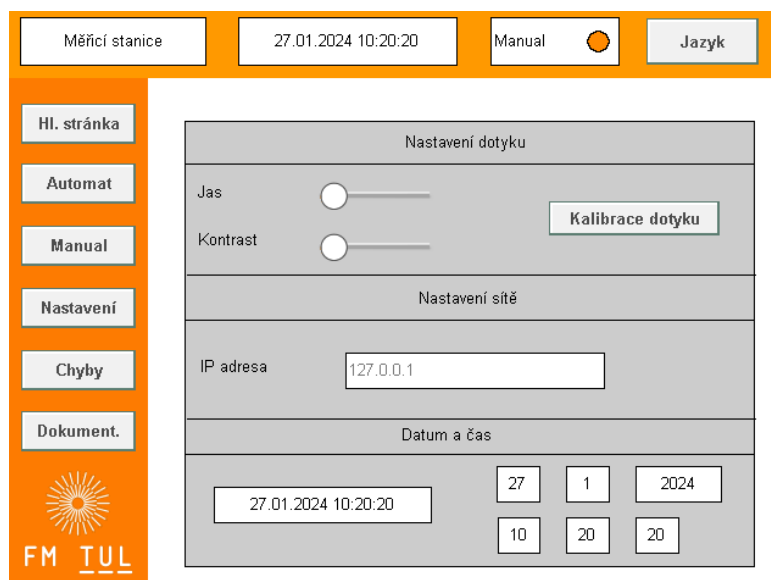 Měřicí stanice
27.01.2024 10:20:20
Manual
Jazyk
Hl. stránka
Automat
Manual
Nastavení
Chyby
Dokument.
FM TUL
Nastavení dotyku
Jas
Kontrast
Kalibrace dotyku
Nastavení sítě
IP adresa
127.0.0.1
Datum a čas
27.01.2024 10:20:20
27 1 2024
10 20 20